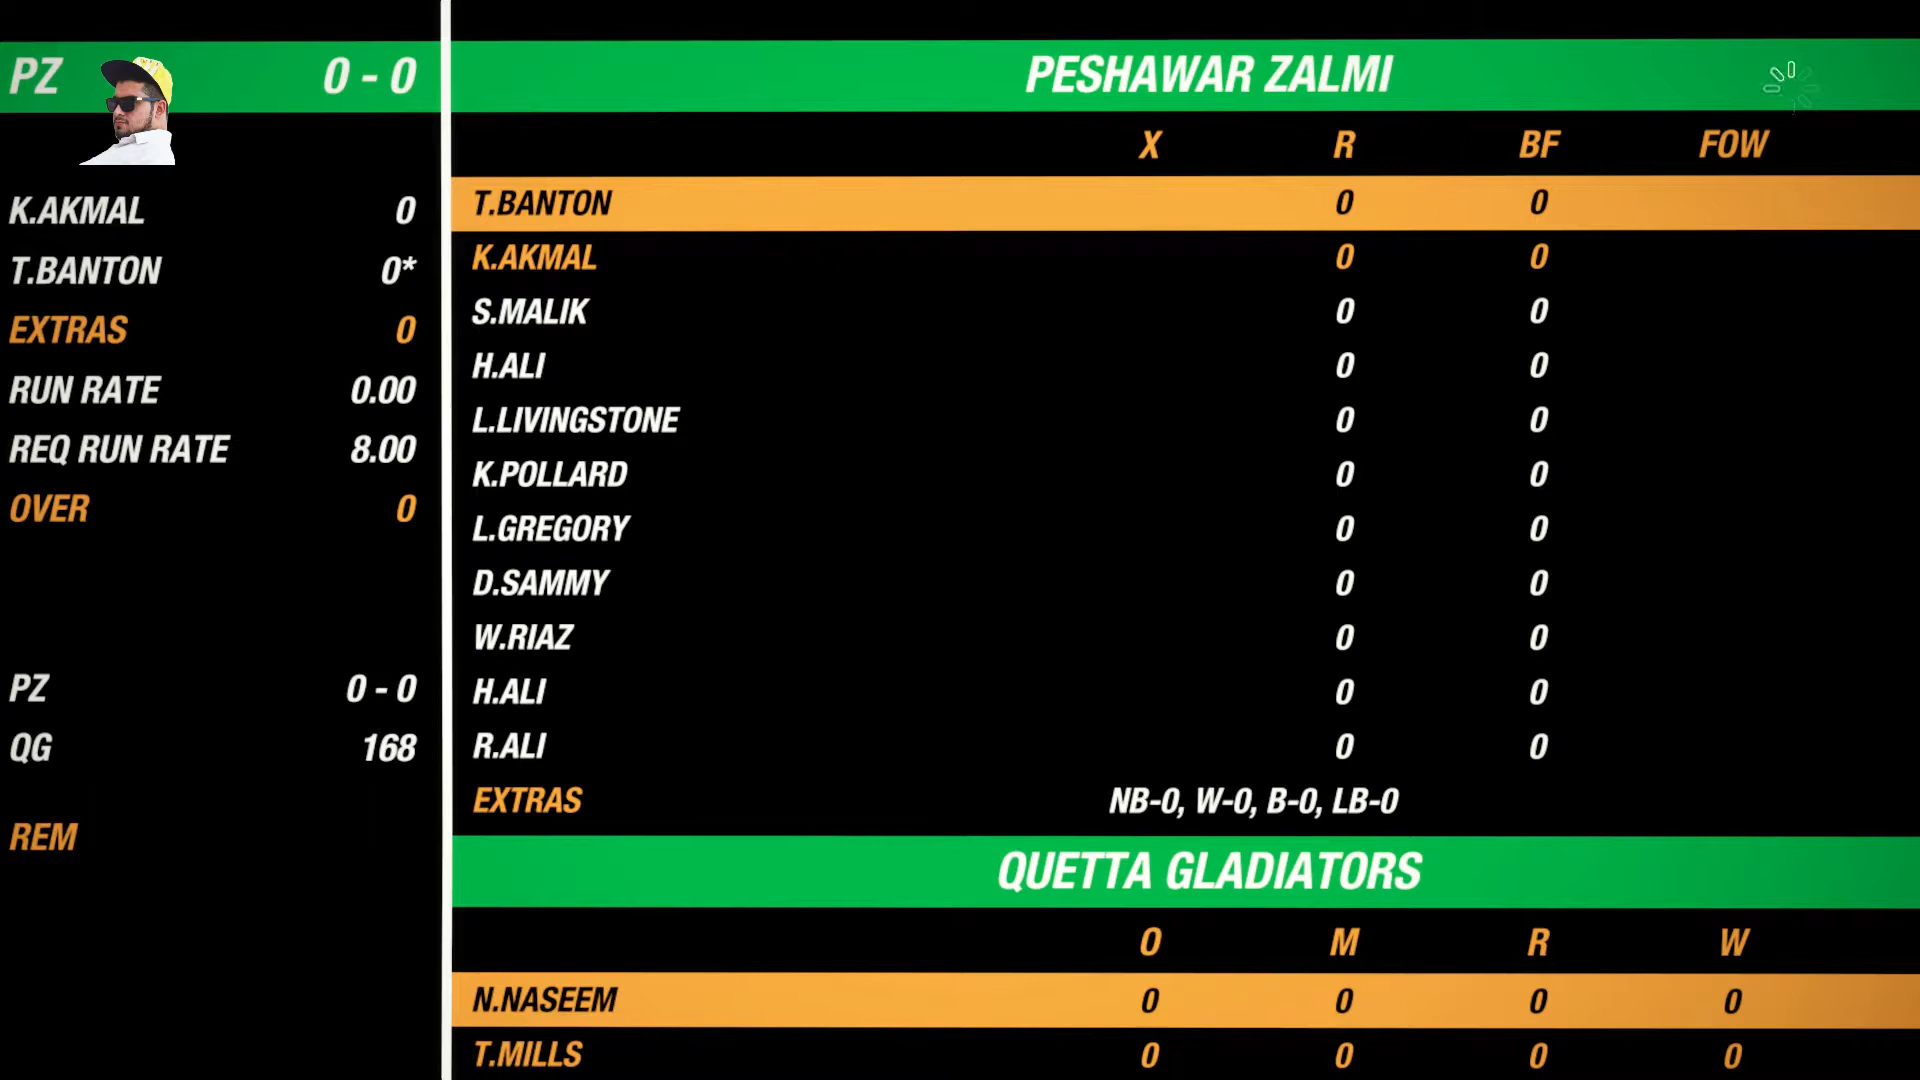 PZ 0 - 0
K.AKMAL 0
T.BANTON 0*
EXTRAS 0
RUN RATE 0.00
REQ RUN RATE 8.00
OVER 0
PZ 0 - 0
QG 168
REM
PESHAWAR ZALMI
X R BF FOW
T.BANTON 0 0
K.AKMAL 0 0
S.MALIK 0 0
H.ALI 0 0
L.LIVINGSTONE 0 0
K.POLLARD 0 0
L.GREGORY 0 0
D.SAMMY 0 0
W.RIAZ 0 0
H.ALI 0 0
R.ALI 0 0
EXTRAS NB-0, W-0, B-0, LB-0
QUETTA GLADIATORS
O M R W
N.NASEEM 0 0 0 0
T.MILLS 0 0 0 0